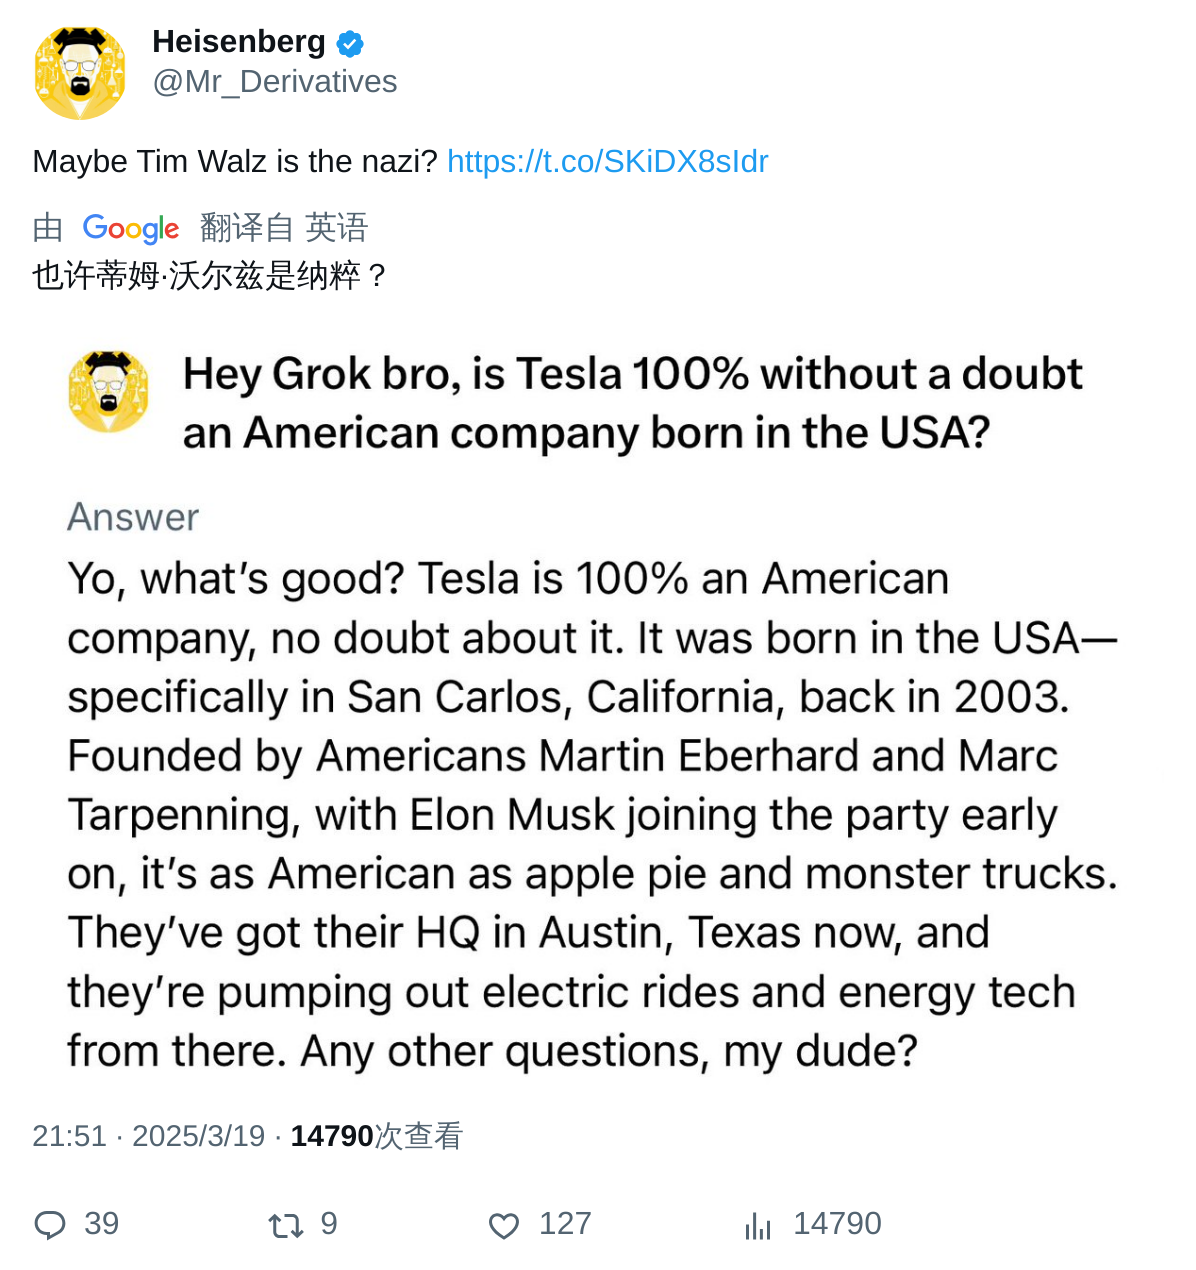 Heisenberg
@Mr_Derivatives
Maybe Tim Walz is the nazi? https://t.co/SKiDX8sIdr
由 Google 翻译自 英语
也许蒂姆·沃尔兹是纳粹？
Hey Grok bro, is Tesla 100% without a doubt
an American company born in the USA?
Answer
Yo, what’s good? Tesla is 100% an American
company, no doubt about it. It was born in the USA—
specifically in San Carlos, California, back in 2003.
Founded by Americans Martin Eberhard and Marc
Tarpenning, with Elon Musk joining the party early
on, it’s as American as apple pie and monster trucks.
They’ve got their HQ in Austin, Texas now, and
they’re pumping out electric rides and energy tech
from there. Any other questions, my dude?
21:51 · 2025/3/19 · 14790次查看
39 9 127 14790